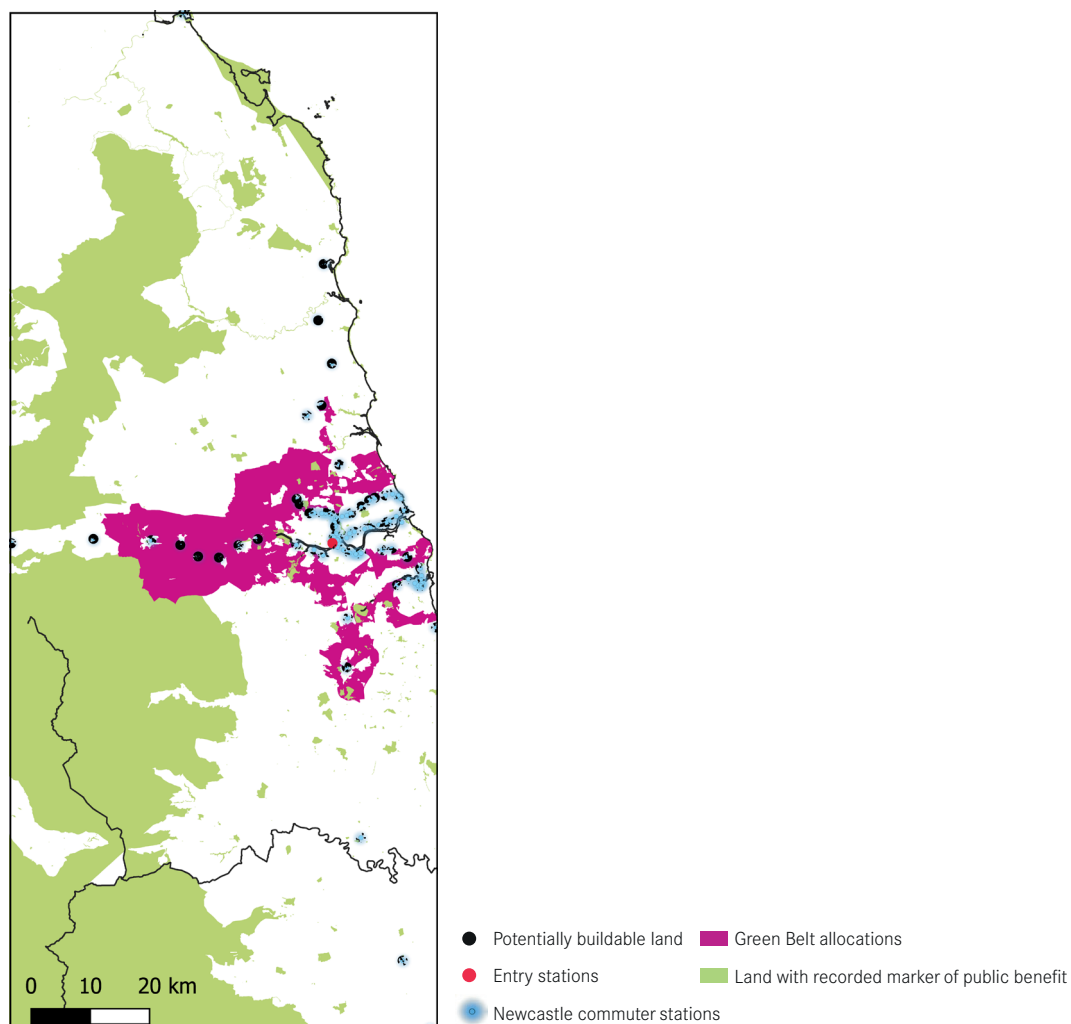 0 10 20 km
Potentially buildable land
Green Belt allocations
Entry stations
Land with recorded marker of public benefit
Newcastle commuter stations